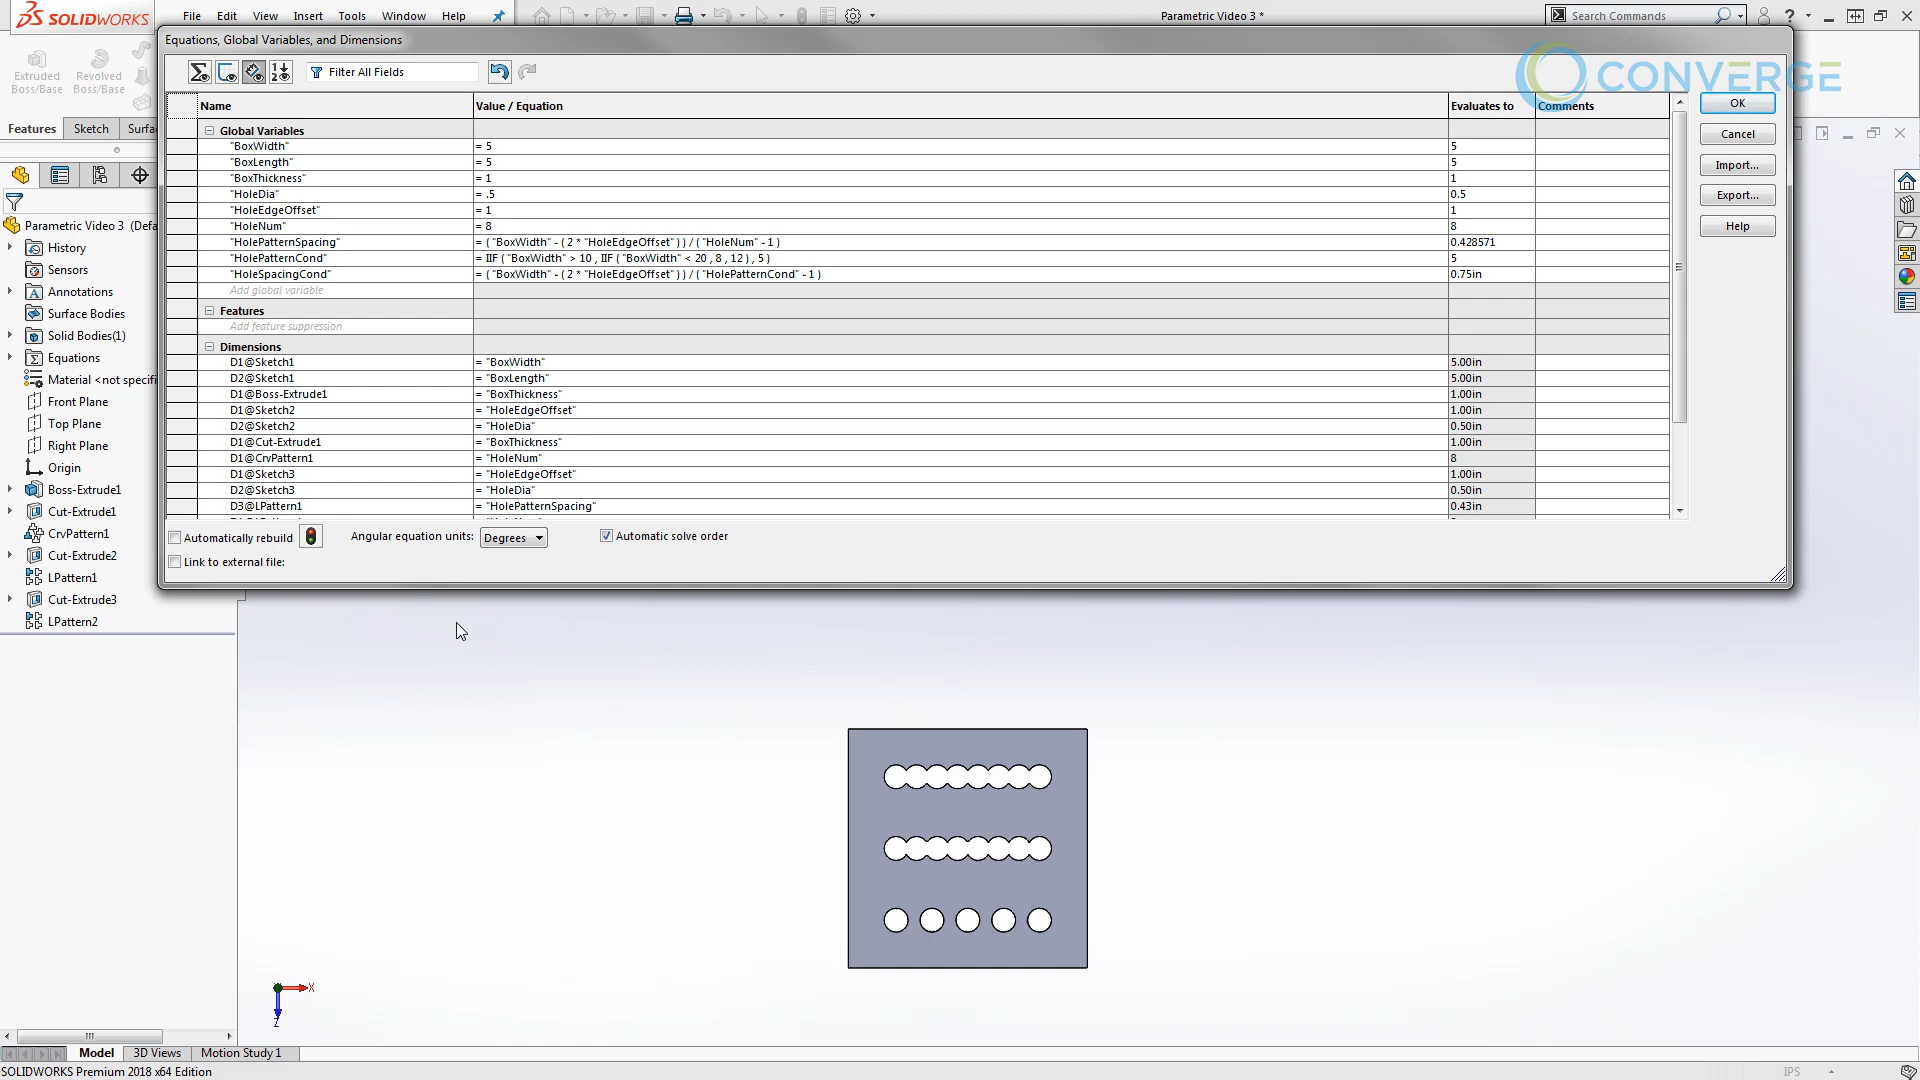 SOLIDWORKS
File Edit View Insert Tools Window Help
Parametric Video 3 *
Search Commands
Equations, Global Variables, and Dimensions
CONVERGE
Extruded Boss/Base
Revolved Boss/Base
Filter All Fields
Features Sketch Surfa
Name Value / Equation Evaluates to Comments
OK
Cancel
Import...
Export...
Help
Global Variables
"BoxWidth" = 5 5
"BoxLength" = 5 5
"BoxThickness" = 1 1
"HoleDia" = .5 0.5
"HoleEdgeOffset" = 1 1
"HoleNum" = 8 8
"HolePatternSpacing" = ( "BoxWidth" - ( 2 * "HoleEdgeOffset" ) ) / ( "HoleNum" - 1 ) 0.428571
"HolePatternCond" = IIF ( "BoxWidth" > 10 , IIF ( "BoxWidth" < 20 , 8 , 12 ) , 5 ) 5
"HoleSpacingCond" = ( "BoxWidth" - ( 2 * "HoleEdgeOffset" ) ) / ( "HolePatternCond" - 1 ) 0.75in
Add global variable
Features
Add feature suppression
Dimensions
D1@Sketch1 = "BoxWidth" 5.00in
D2@Sketch1 = "BoxLength" 5.00in
D1@Boss-Extrude1 = "BoxThickness" 1.00in
D1@Sketch2 = "HoleEdgeOffset" 1.00in
D2@Sketch2 = "HoleDia" 0.50in
D1@Cut-Extrude1 = "BoxThickness" 1.00in
D1@CrvPattern1 = "HoleNum" 8
D1@Sketch3 = "HoleEdgeOffset" 1.00in
D2@Sketch3 = "HoleDia" 0.50in
D3@LPattern1 = "HolePatternSpacing" 0.43in
Automatically rebuild
Angular equation units: Degrees
Automatic solve order
Link to external file:
Parametric Video 3 (Defa
History
Sensors
Annotations
Surface Bodies
Solid Bodies(1)
Equations
Material <not specifi
Front Plane
Top Plane
Right Plane
Origin
Boss-Extrude1
Cut-Extrude1
CrvPattern1
Cut-Extrude2
LPattern1
Cut-Extrude3
LPattern2
X
Z
Model 3D Views Motion Study 1
SOLIDWORKS Premium 2018 x64 Edition
IPS